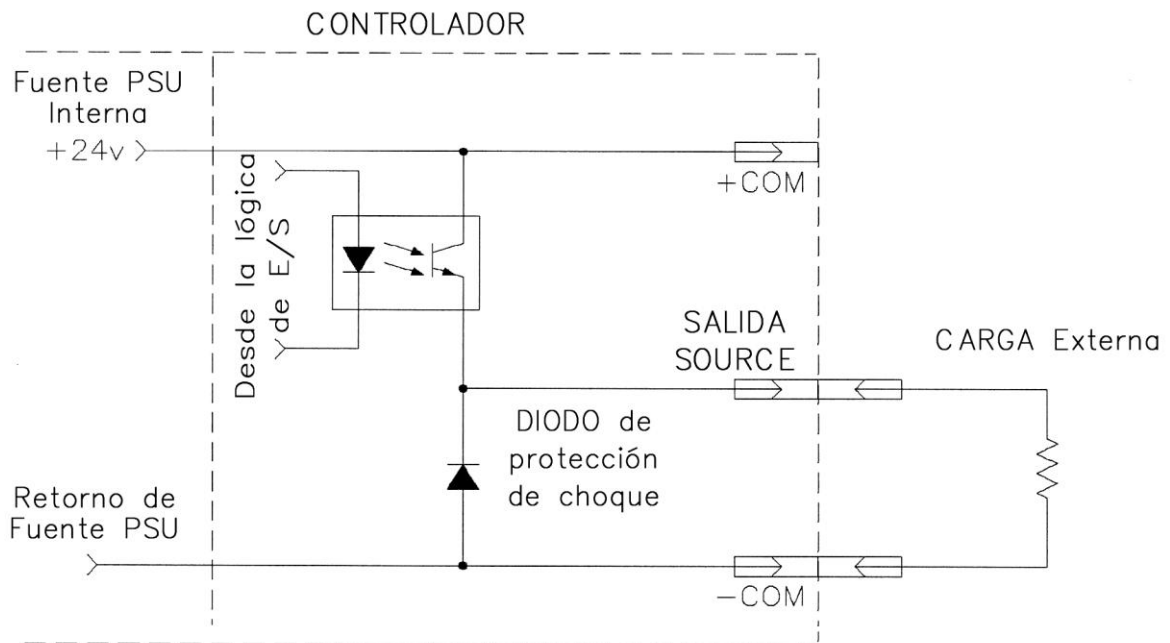 CONTROLADOR
Fuente PSU
Interna
+24v
Desde la lógica
de E/S
+COM
SALIDA
SOURCE
CARGA Externa
DIODO de
protección
de choque
Retorno de
Fuente PSU
-COM